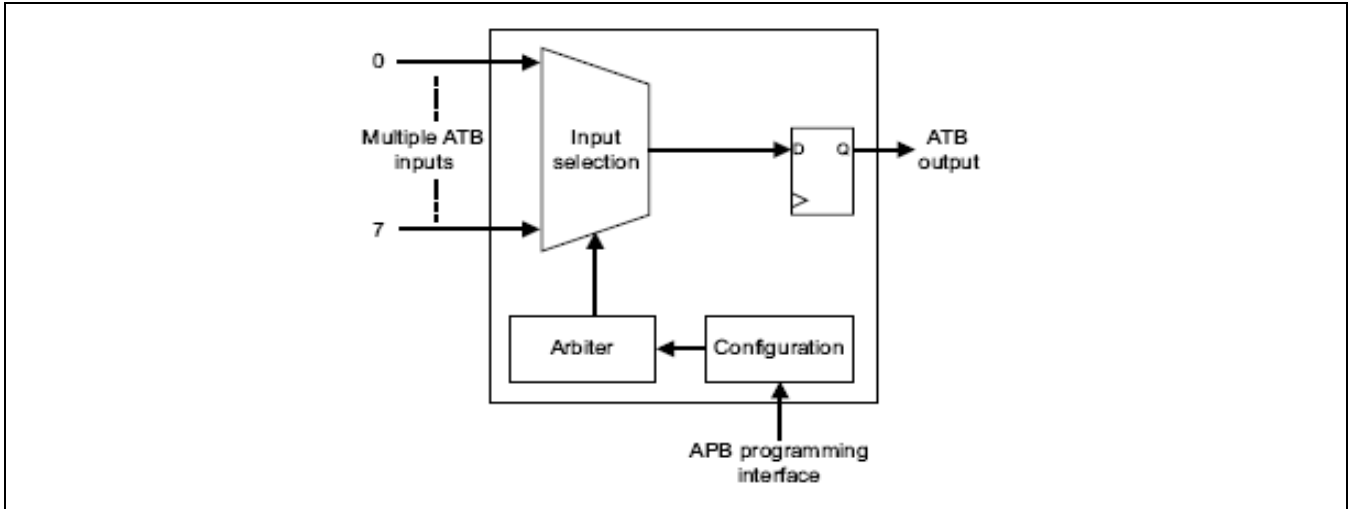 0
Multiple ATB
inputs
7
Input
selection
D
Q
ATB
output
Arbiter
Configuration
APB programming
interface